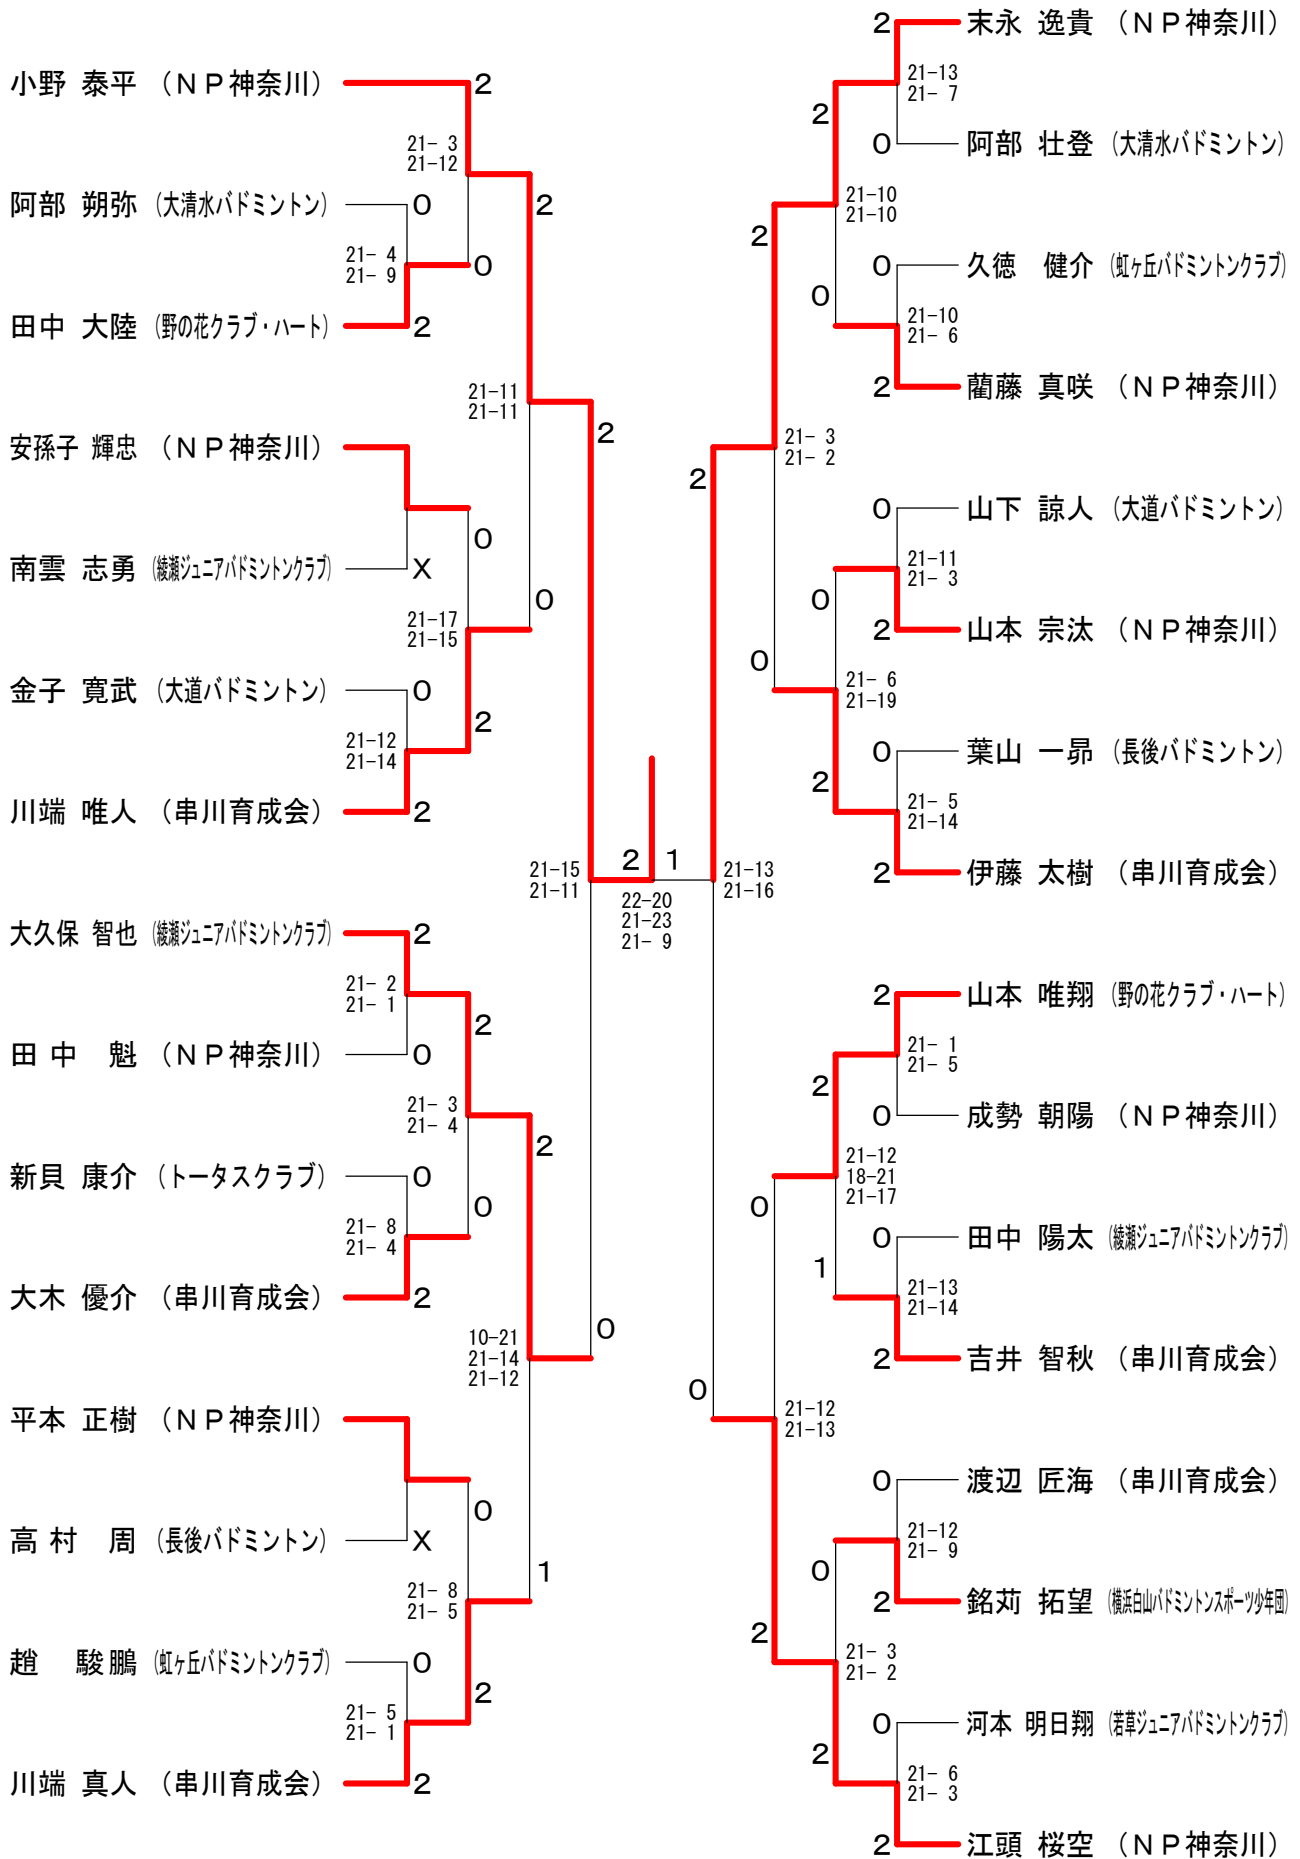 小野 泰平 （ＮＰ神奈川） 2
21- 3
21-12
阿部 朔弥 （大清水バドミントン） 0
2
21- 4
21- 9
0
田中 大陸 （野の花クラブ・ハート） 2
21-11
21-11
2
安孫子 輝忠 （ＮＰ神奈川）
0
南雲 志勇 （綾瀬ジュニアバドミントンクラブ） X
0
21-17
21-15
金子 寛武 （大道バドミントン） 0
2
21-12
21-14
川端 唯人 （串川育成会） 2
21-15
21-11
2 1
22-20
21-23
21- 9
大久保 智也 （綾瀬ジュニアバドミントンクラブ） 2
21- 2
21- 1
2
田中 魁 （ＮＰ神奈川） 0
21- 3
21- 4
2
新貝 康介 （トータスクラブ） 0
0
21- 8
21- 4
大木 優介 （串川育成会） 2
0
10-21
21-14
21-12
平本 正樹 （ＮＰ神奈川）
0
高村 周 （長後バドミントン） X
1
21- 8
21- 5
趙 駿鵬 （虹ヶ丘バドミントンクラブ） 0
2
21- 5
21- 1
川端 真人 （串川育成会） 2
2 末永 逸貴 （ＮＰ神奈川）
21-13
21- 7
2
0 阿部 壮登 （大清水バドミントン）
21-10
21-10
2
0 久徳 健介 （虹ヶ丘バドミントンクラブ）
0
21-10
21- 6
2 藺藤 真咲 （ＮＰ神奈川）
21- 3
21- 2
2
0 山下 諒人 （大道バドミントン）
21-11
21- 3
0
2 山本 宗汰 （ＮＰ神奈川）
0
21- 6
21-19
0 葉山 一昴 （長後バドミントン）
2
21- 5
21-14
2 伊藤 太樹 （串川育成会）
21-13
21-16
2 山本 唯翔 （野の花クラブ・ハート）
21- 1
21- 5
2
0 成勢 朝陽 （ＮＰ神奈川）
21-12
18-21
21-17
0
0 田中 陽太 （綾瀬ジュニアバドミントンクラブ）
1
21-13
21-14
2 吉井 智秋 （串川育成会）
0
21-12
21-13
0 渡辺 匠海 （串川育成会）
21-12
21- 9
0
2 銘苅 拓望 （横浜白山バドミントンスポーツ少年団）
2
21- 3
21- 2
0 河本 明日翔 （若草ジュニアバドミントンクラブ）
2
21- 6
21- 3
2 江頭 桜空 （ＮＰ神奈川）